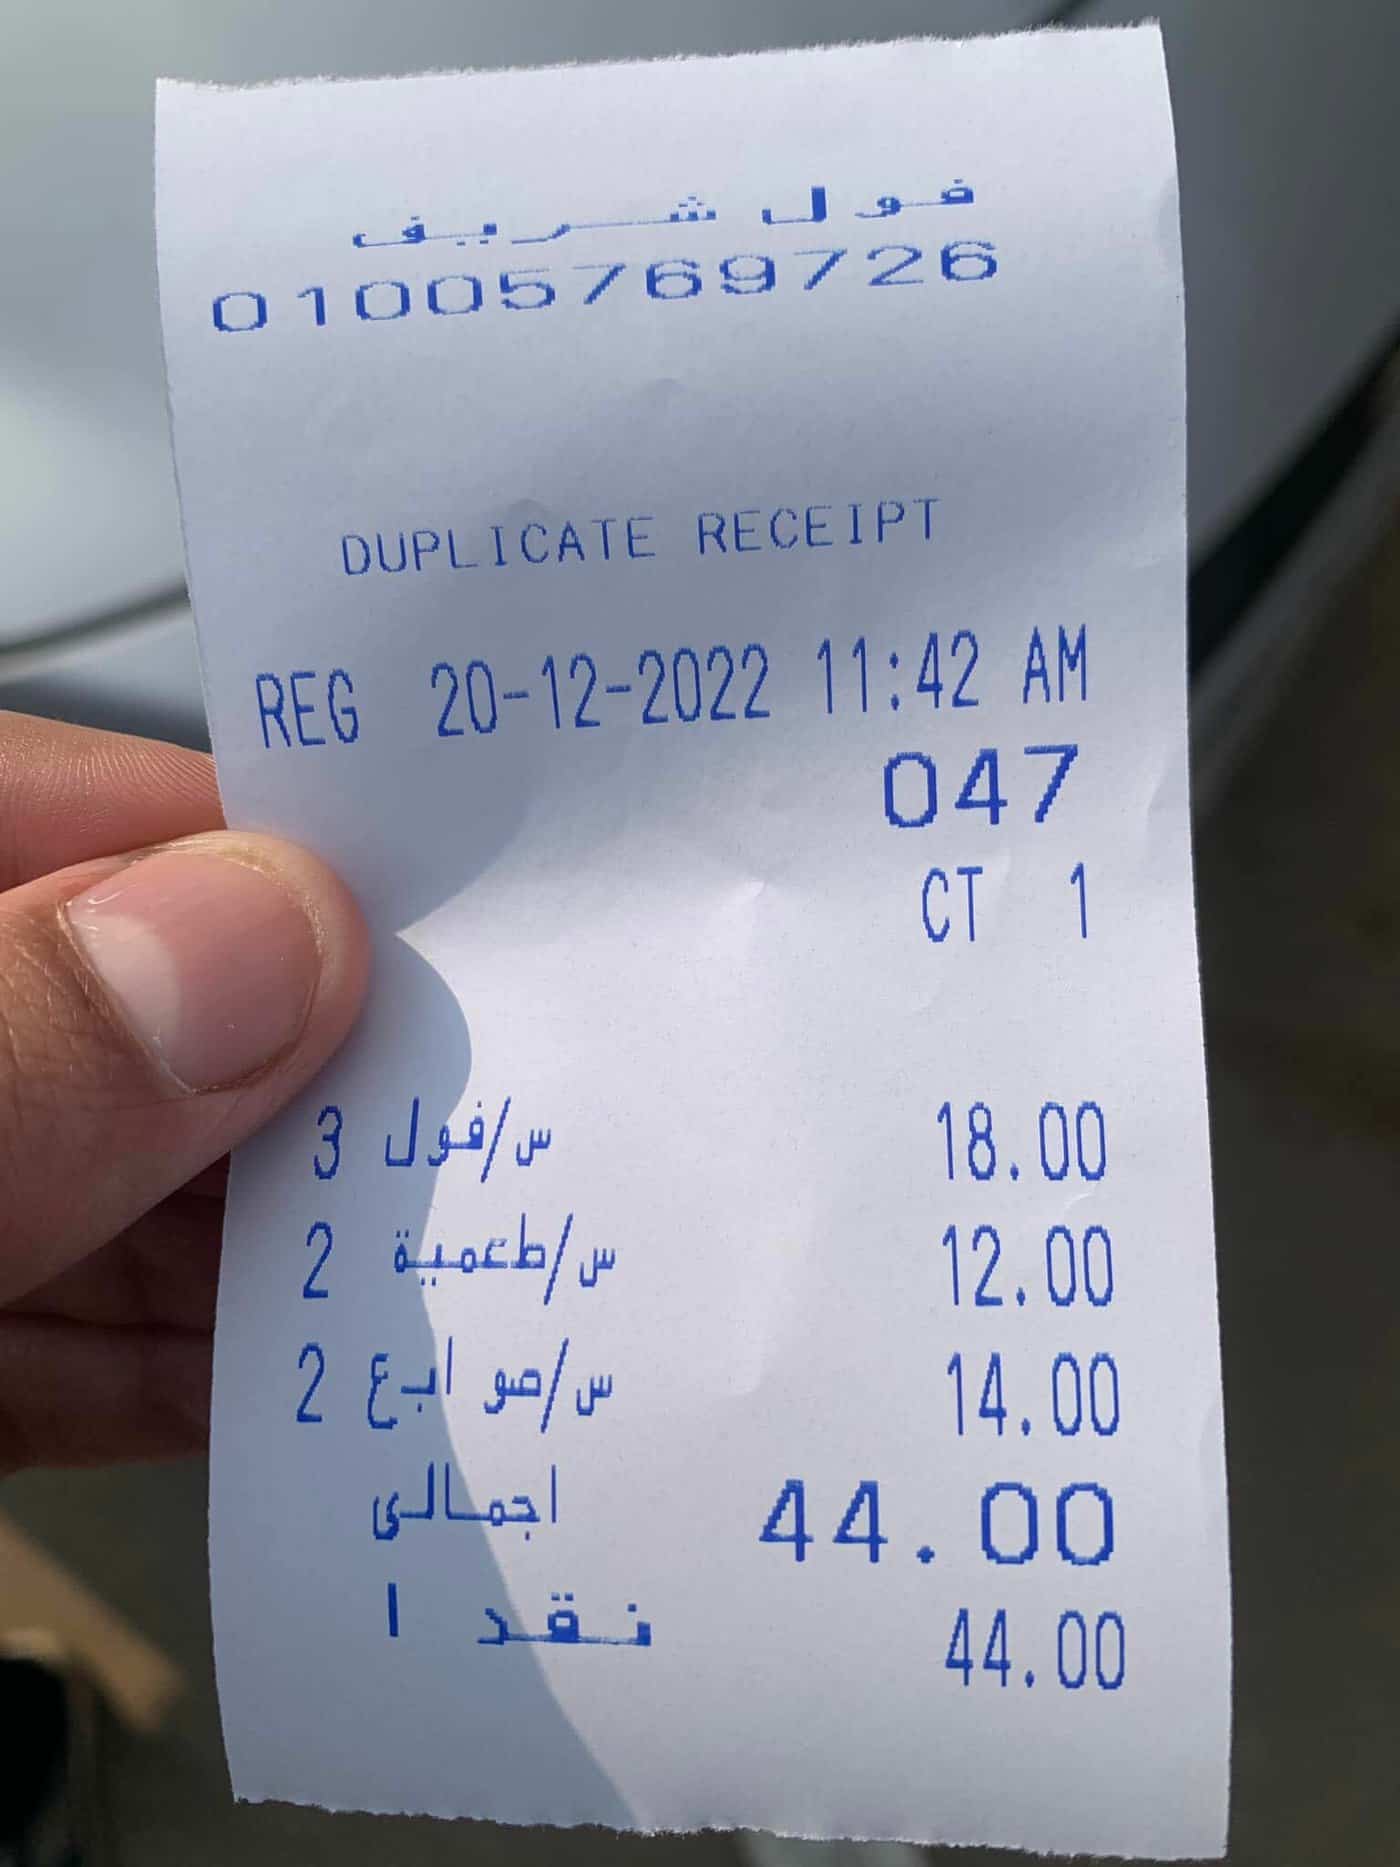 فول شريف
01005769726
DUPLICATE RECEIPT
REG 20-12-2022 11:42 AM
047
CT 1
3 س/فول 18.00
2 س/طعمية 12.00
2 س/صوابع 14.00
اجمالى 44.00
نقدا 44.00